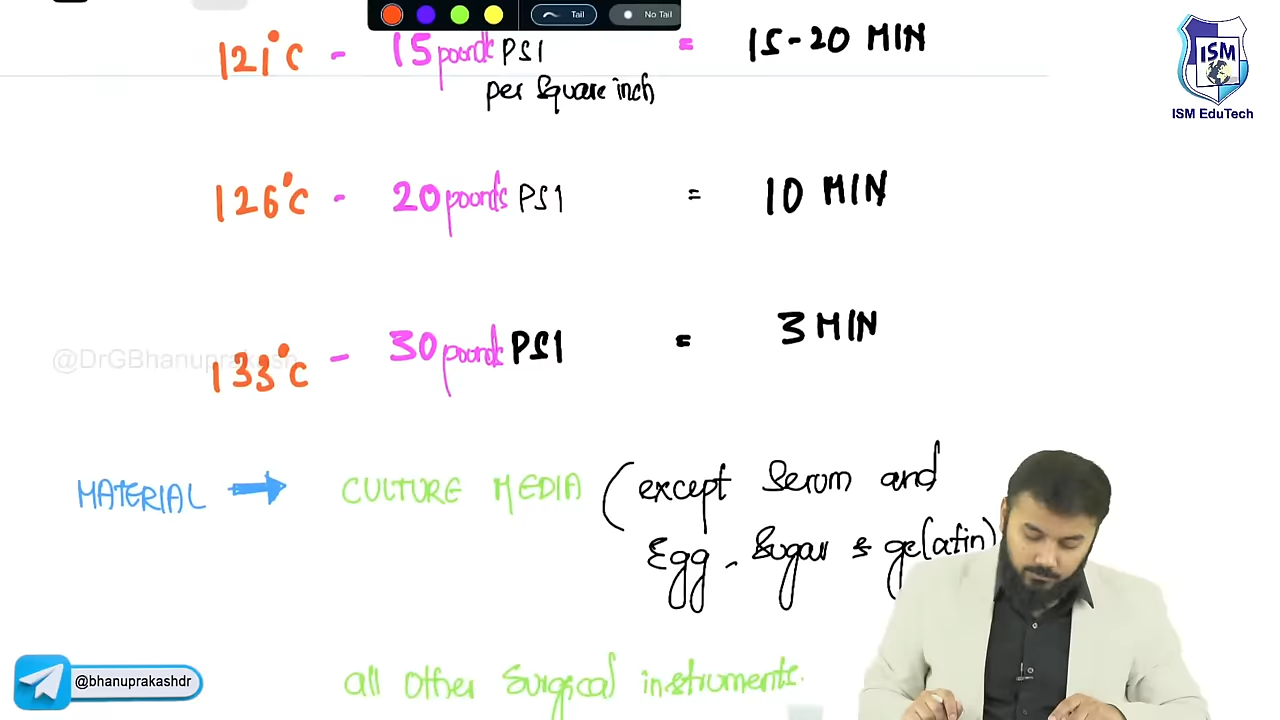 Tail
No Tail
121°C - 15 pounds PSI = 15-20 MIN
per Square inch
ISM
ISM EduTech
126°C - 20 pounds PSI = 10 MIN
@DrGBhanuprakash
133°C - 30 pounds PSI = 3 MIN
MATERIAL → CULTURE MEDIA (except Serum and
Egg - Sugar & gelatin)
@bhanuprakashdr
all other Surgical instruments.